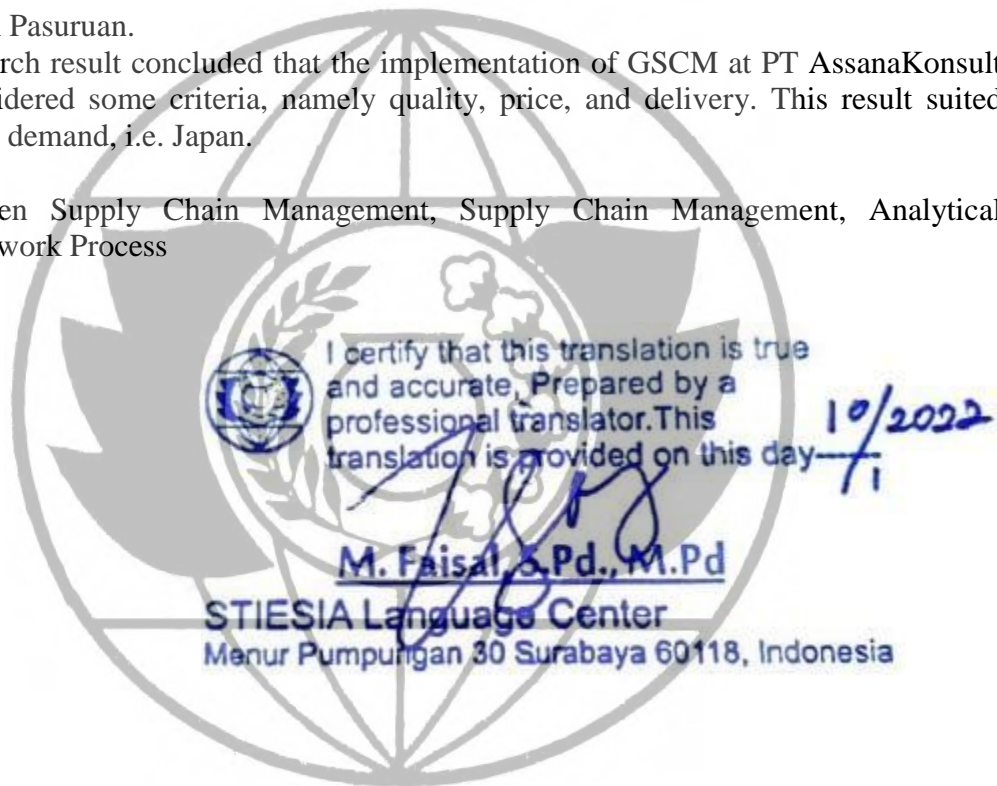 Pasuruan.
rch result concluded that the implementation of GSCM at PT AssanaKonsult
idered some criteria, namely quality, price, and delivery. This result suited
demand, i.e. Japan.
en Supply Chain Management, Supply Chain Management, Analytical
work Process
I certify that this translation is true
and accurate, Prepared by a
professional translator.This
translation is provided on this day 10/1 2022
M. Faisal, S.Pd., M.Pd
STIESIA Language Center
Menur Pumpungan 30 Surabaya 60118, Indonesia